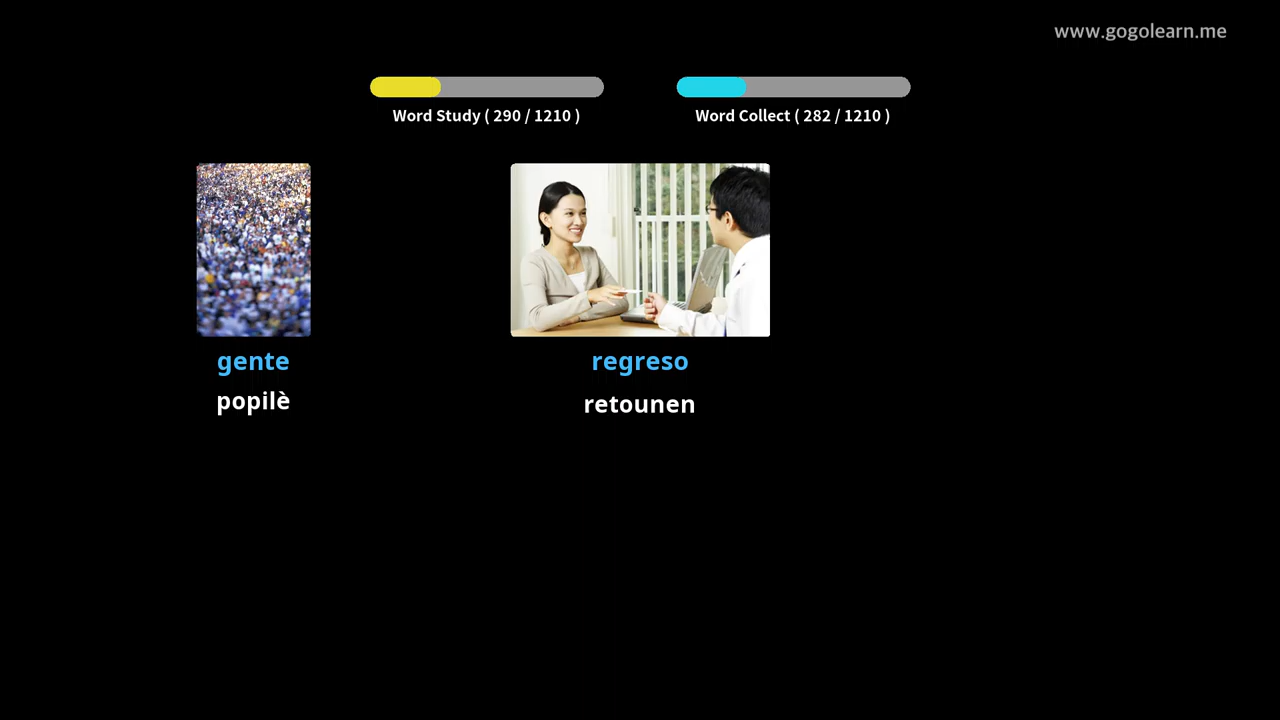 www.gogolearn.me
Word Study ( 290 / 1210 )
Word Collect ( 282 / 1210 )
gente
popilè
regreso
retounen